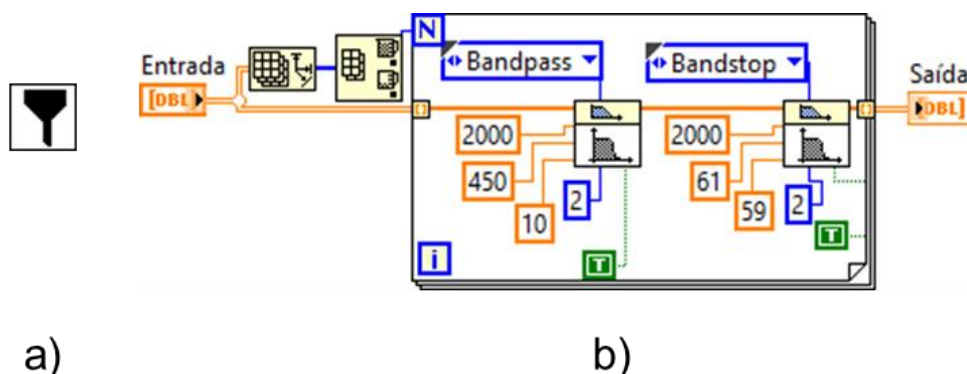 N
Bandpass
Bandstop
Entrada
Saída
[DBL]
DBL]
2000
2000
450
61
10
2
59
2
T
T
i
a)
b)